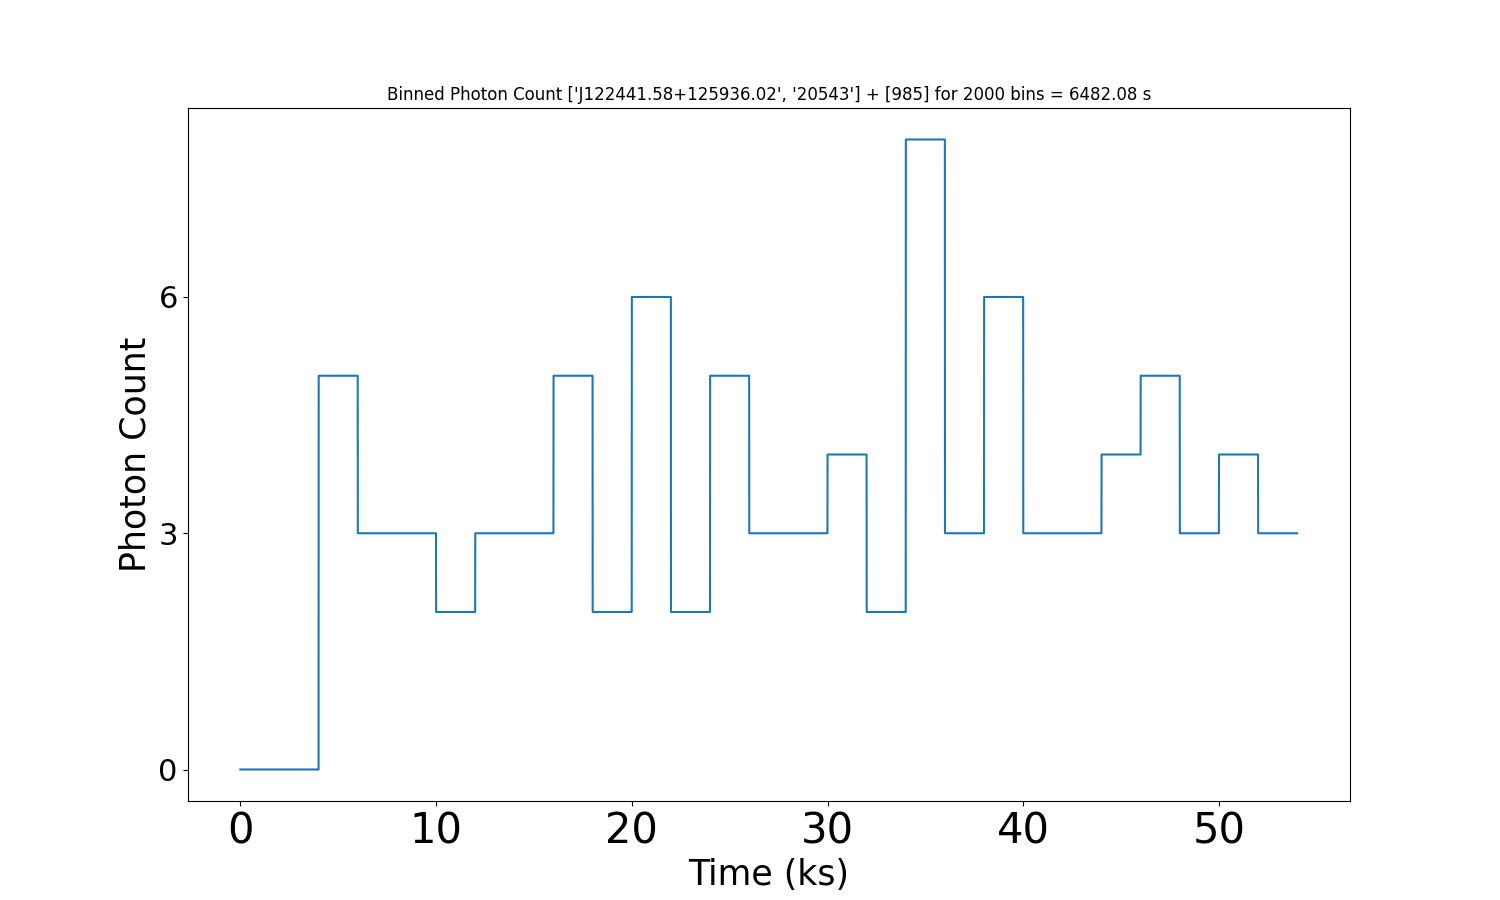 Binned Photon Count ['J122441.58+125936.02', '20543'] + [985] for 2000 bins = 6482.08 s
6
3
0
Photon Count
0 10 20 30 40 50
Time (ks)